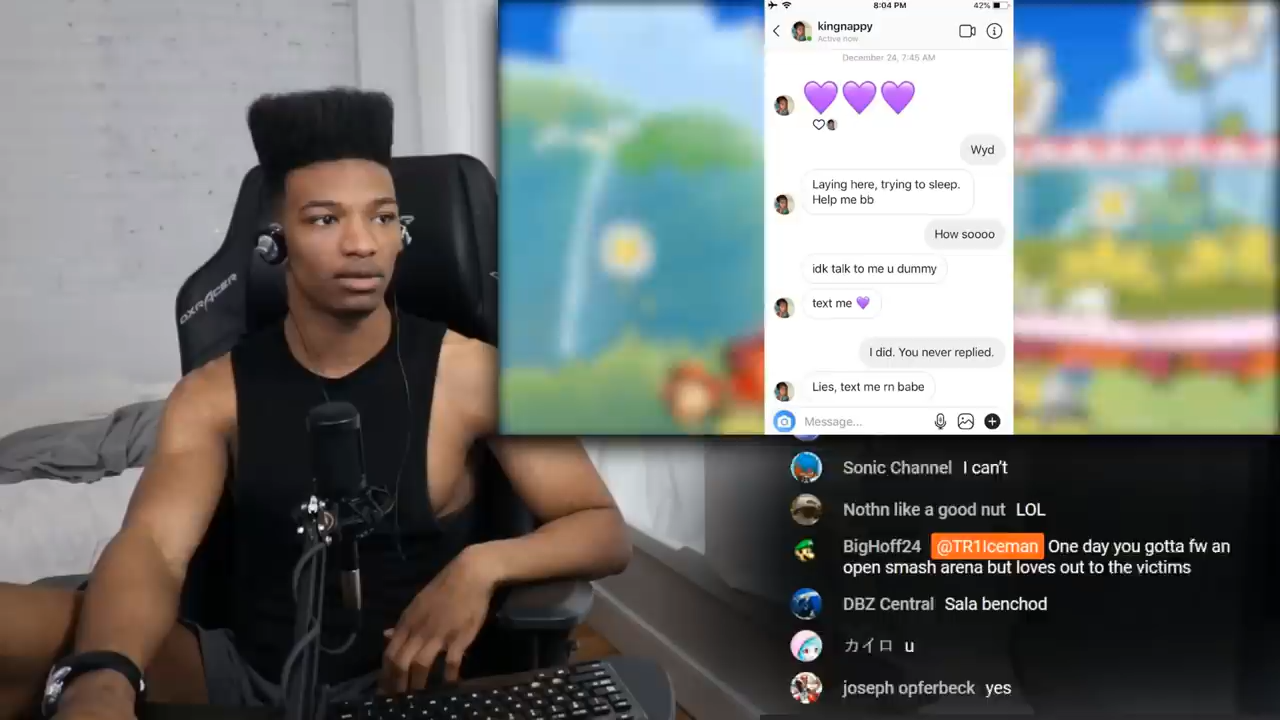 8:04 PM
42%
kingnappy
Active now
December 24, 7:45 AM
💜💜💜
Wyd
Laying here, trying to sleep.
Help me bb
How soooo
idk talk to me u dummy
text me 💜
I did. You never replied.
Lies, text me rn babe
Message...
DXRACER
Sonic Channel I can't
Nothn like a good nut LOL
BigHoff24 @TR1Iceman One day you gotta fw an
open smash arena but loves out to the victims
DBZ Central Sala benchod
カイロ u
joseph opferbeck yes